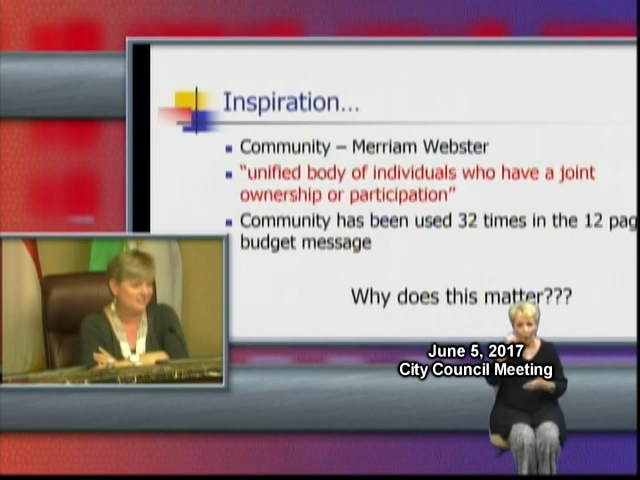 Inspiration...
Community – Merriam Webster
"unified body of individuals who have a joint
ownership or participation"
Community has been used 32 times in the 12 pag
budget message
Why does this matter???
June 5, 2017
City Council Meeting